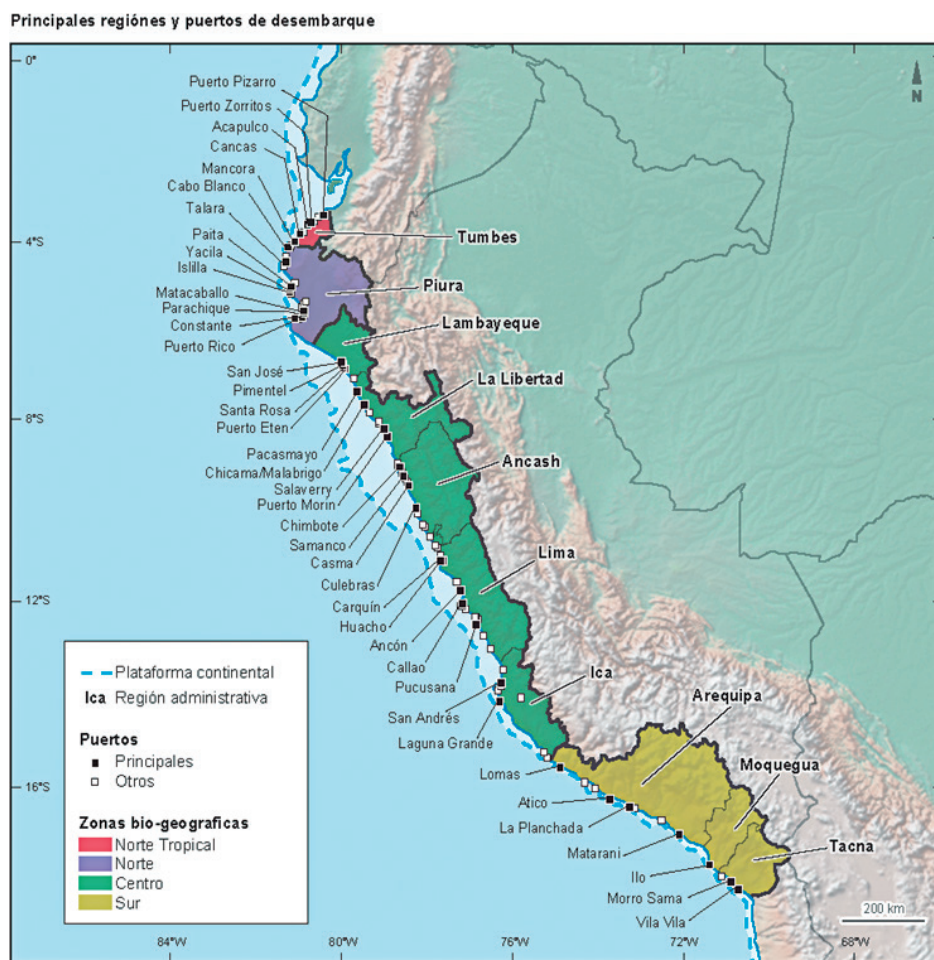 Principales regiónes y puertos de desembarque
0°
4°S
8°S
12°S
16°S
84°W
80°W
76°W
72°W
68°W
N
Puerto Pizarro
Puerto Zorritos
Acapulco
Cancas
Mancora
Cabo Blanco
Talara
Paita
Yacila
Islilla
Matacaballo
Parachique
Constante
Puerto Rico
San José
Pimentel
Santa Rosa
Puerto Eten
Pacasmayo
Chicama/Malabrigo
Salaverry
Puerto Morin
Chimbote
Samanco
Casma
Culebras
Carquín
Huacho
Ancón
Callao
Pucusana
San Andrés
Laguna Grande
Lomas
Atico
La Planchada
Matarani
Ilo
Morro Sama
Vila Vila
Tumbes
Piura
Lambayeque
La Libertad
Ancash
Lima
Ica
Arequipa
Moquegua
Tacna
Plataforma continental
Ica Región administrativa
Puertos
Principales
Otros
Zonas bio-geograficas
Norte Tropical
Norte
Centro
Sur
200 km